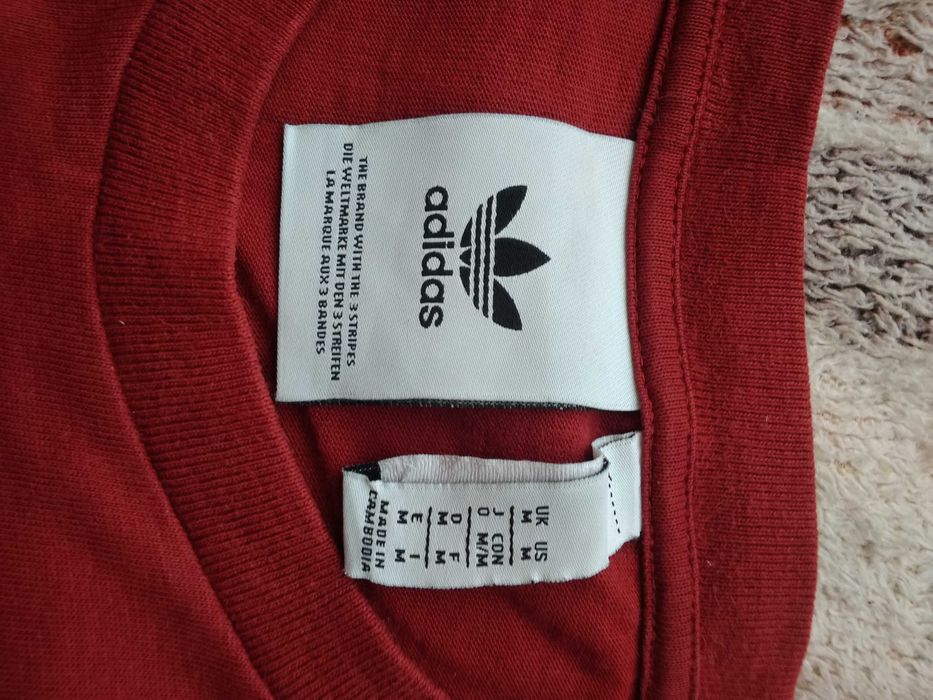 adidas
THE BRAND WITH THE 3 STRIPES
DIE WELTMARKE MIT DEN 3 STREIFEN
LA MARQUE AUX 3 BANDES
UK US
M M
J CDN
O M/M
D F
M M
E I
M M
MADE IN
CAMBODIA